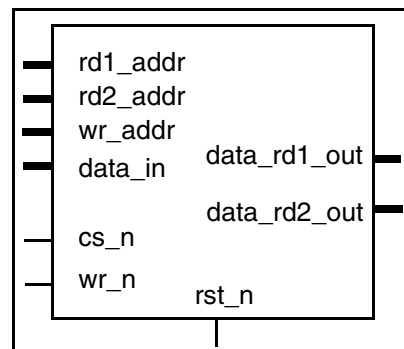 rd1_addr
rd2_addr
wr_addr
data_in
data_rd1_out
data_rd2_out
cs_n
wr_n
rst_n